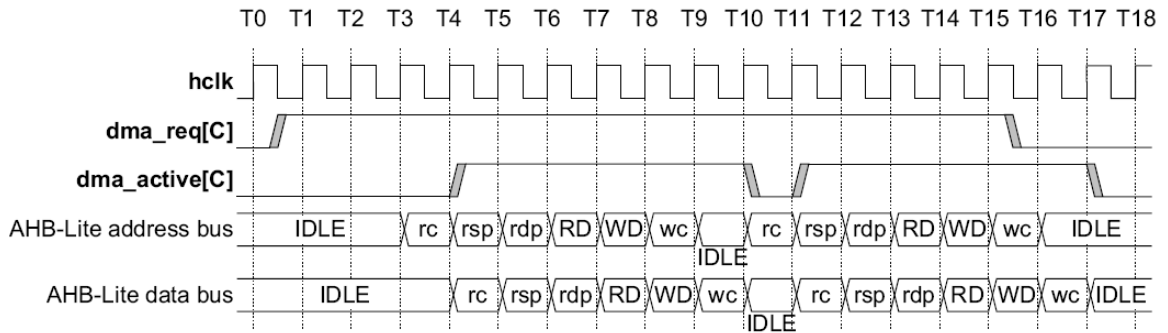 T0 T1 T2 T3 T4 T5 T6 T7 T8 T9 T10 T11 T12 T13 T14 T15 T16 T17 T18
hclk
dma_req[C]
dma_active[C]
AHB-Lite address bus IDLE rc rsp rdp RD WD wc rc rsp rdp RD WD wc IDLE
IDLE
AHB-Lite data bus IDLE rc rsp rdp RD WD wc rc rsp rdp RD WD wc IDLE
IDLE